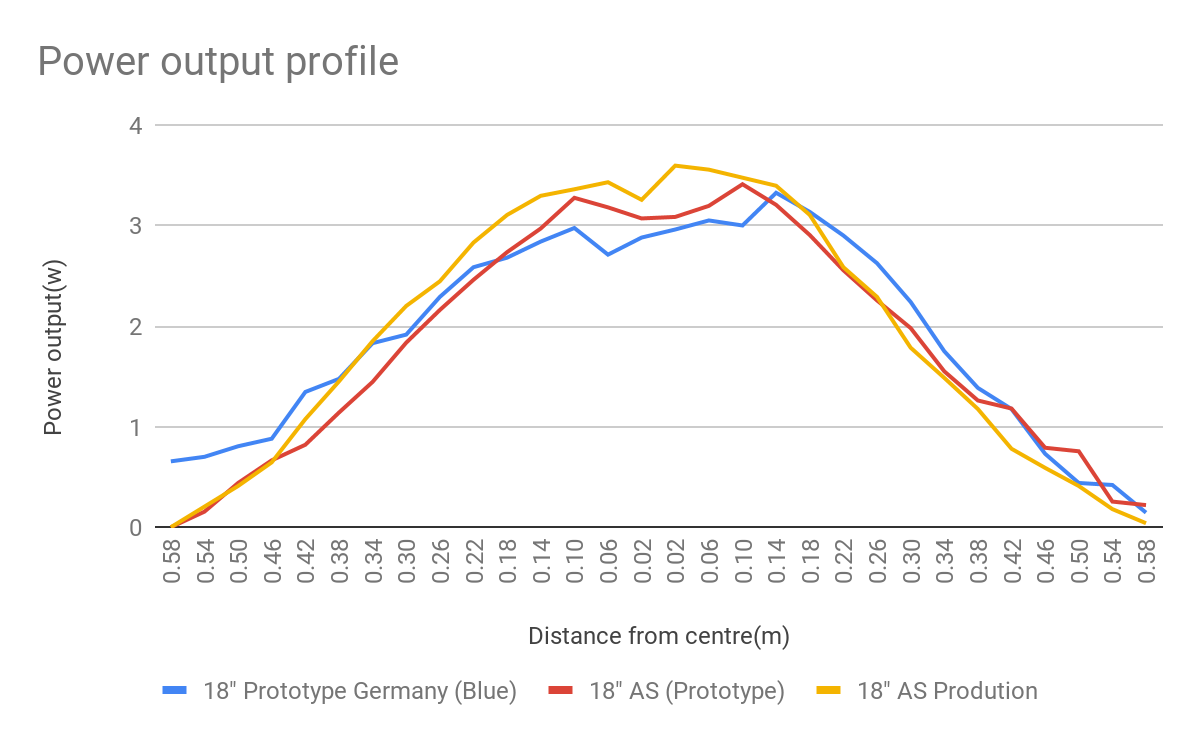 Power output profile
4
3
2
1
0
Power output(w)
0.58 0.54 0.50 0.46 0.42 0.38 0.34 0.30 0.26 0.22 0.18 0.14 0.10 0.06 0.02 0.02 0.06 0.10 0.14 0.18 0.22 0.26 0.30 0.34 0.38 0.42 0.46 0.50 0.54 0.58
Distance from centre(m)
18" Prototype Germany (Blue) 18" AS (Prototype) 18" AS Prodution